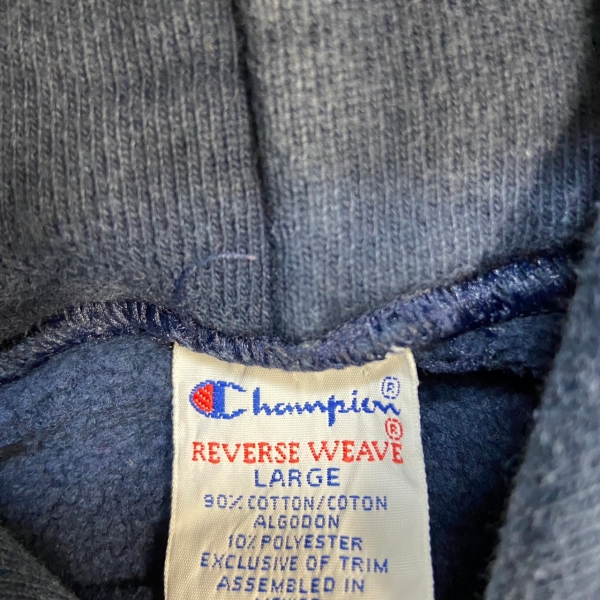 Champion®
REVERSE WEAVE®
LARGE
90% COTTON/COTON
ALGODON
10% POLYESTER
EXCLUSIVE OF TRIM
ASSEMBLED IN